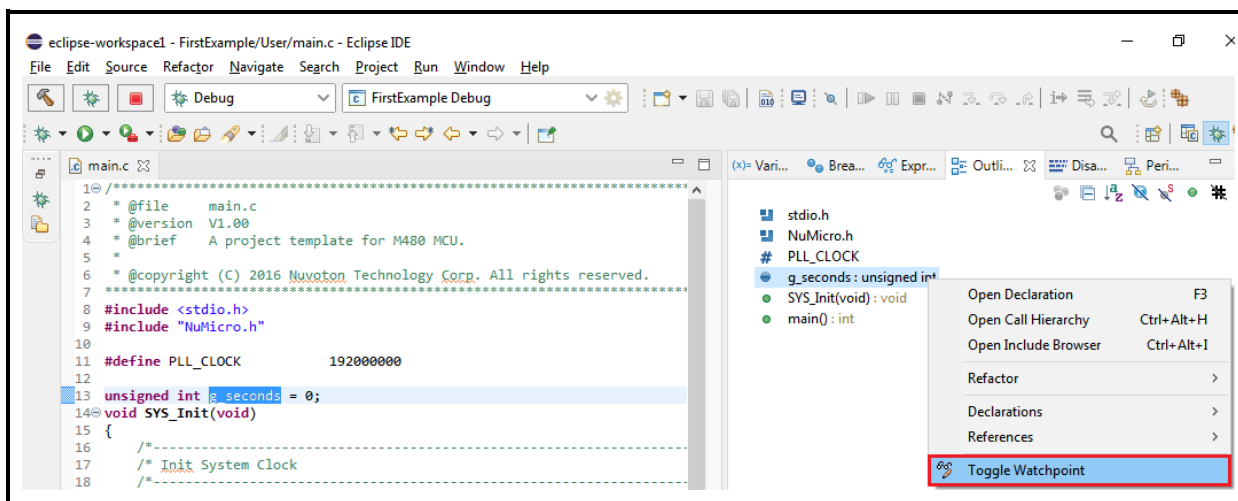 eclipse-workspace1 - FirstExample/User/main.c - Eclipse IDE
File Edit Source Refactor Navigate Search Project Run Window Help
Debug FirstExample Debug
main.c
(x)= Vari... Brea... Expr... Outli... Disa... Peri...
1 /************************************************************************
2 * @file main.c
3 * @version V1.00
4 * @brief A project template for M480 MCU.
5 *
6 * @copyright (C) 2016 Nuvoton Technology Corp. All rights reserved.
7 ************************************************************************
8 #include <stdio.h>
9 #include "NuMicro.h"
10
11 #define PLL_CLOCK 192000000
12
13 unsigned int g_seconds = 0;
14 void SYS_Init(void)
15 {
16 /*---------------------------------------------------------------------
17 /* Init System Clock
18 /*---------------------------------------------------------------------
stdio.h
NuMicro.h
# PLL_CLOCK
g_seconds : unsigned int
SYS_Init(void) : void
main() : int
Open Declaration F3
Open Call Hierarchy Ctrl+Alt+H
Open Include Browser Ctrl+Alt+I
Refactor >
Declarations >
References >
Toggle Watchpoint